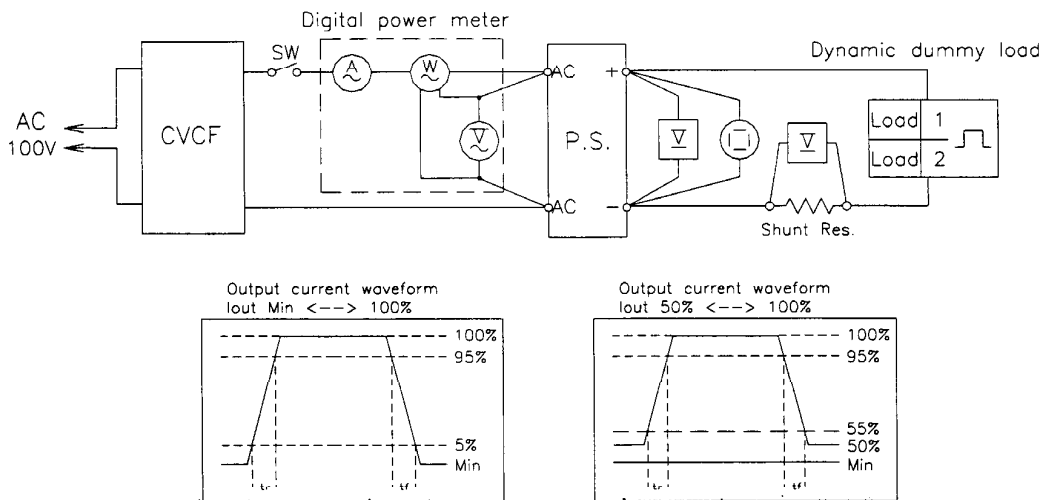 Digital power meter
SW
Dynamic dummy load
A
W
AC
+
AC
100V
CVCF
V
P.S.
V
V
Load 1
Load 2
AC
−
Shunt Res.
Output current waveform
Iout Min <--> 100%
100%
95%
5%
Min
tr
tf
Output current waveform
Iout 50% <--> 100%
100%
95%
55%
50%
Min
tr
tf